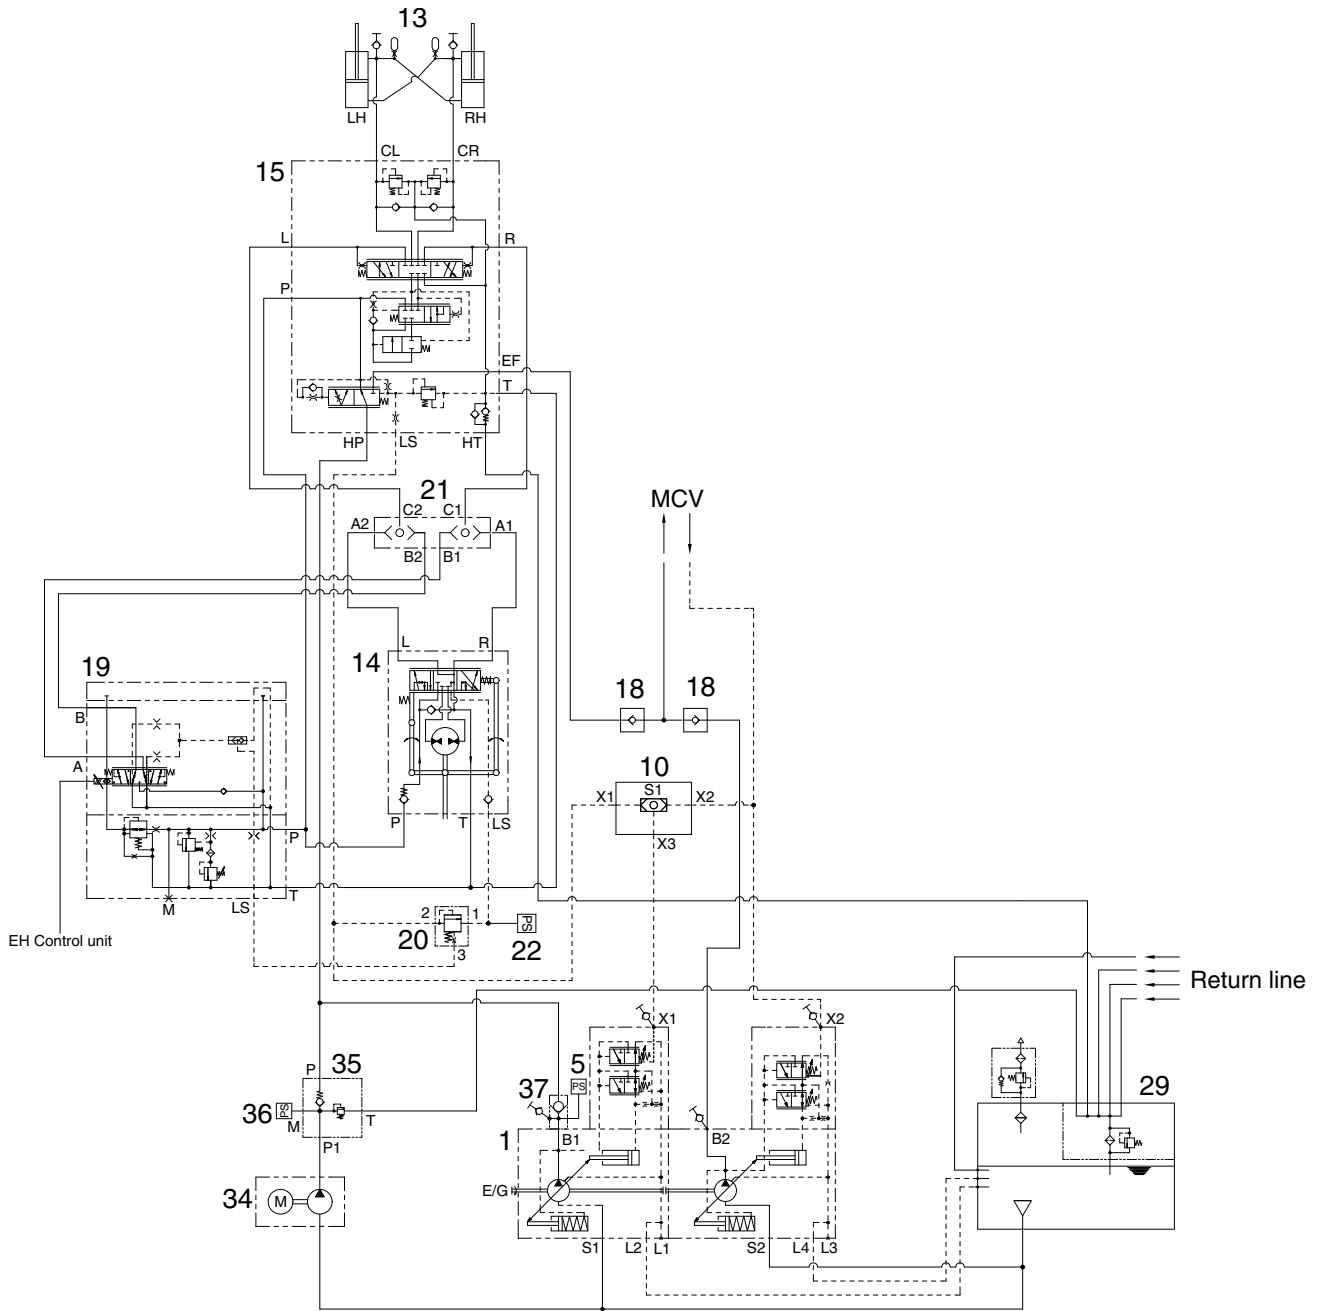 13
LH
RH
CL
CR
15
L
R
P
EF
T
HP
LS
HT
21
MCV
C2
C1
A2
A1
B2
B1
L
R
14
19
18
18
B
A
10
S1
X1
X2
X3
P
T
LS
P
T
M
LS
EH Control unit
2
1
20
3
PS
22
Return line
X1
X2
P
35
5
PS
37
29
36
PS
M
T
P1
1
B1
B2
34
M
E/G
S1
L2
L1
S2
L4
L3